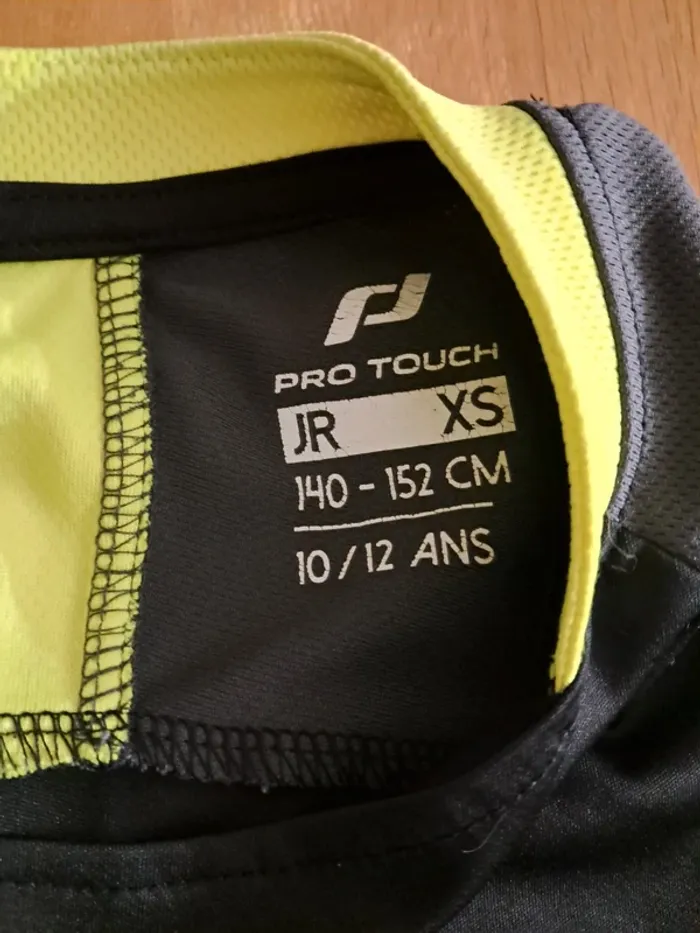 PRO TOUCH
JR XS
140 - 152 CM
10 / 12 ANS